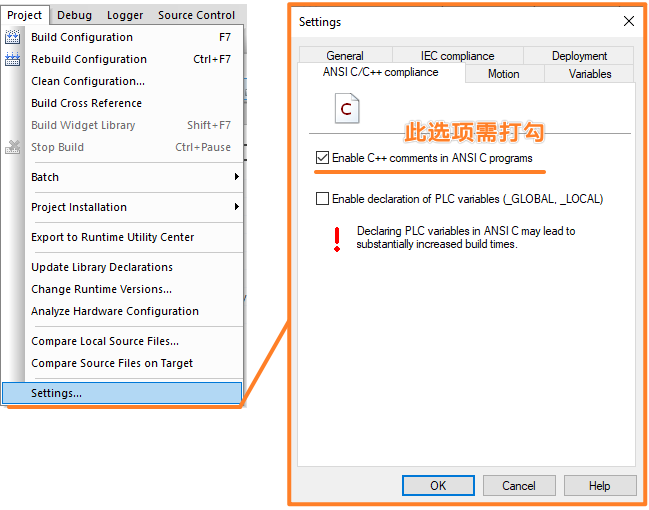 Project Debug Logger Source Control
Build Configuration F7
Rebuild Configuration Ctrl+F7
Clean Configuration...
Build Cross Reference
Build Widget Library Shift+F7
Stop Build Ctrl+Pause
Batch
Project Installation
Export to Runtime Utility Center
Update Library Declarations
Change Runtime Versions...
Analyze Hardware Configuration
Compare Local Source Files...
Compare Source Files on Target
Settings...
Settings
General IEC compliance Deployment
ANSI C/C++ compliance Motion Variables
C
此选项需打勾
Enable C++ comments in ANSI C programs
Enable declaration of PLC variables (_GLOBAL, _LOCAL)
Declaring PLC variables in ANSI C may lead to
substantially increased build times.
OK Cancel Help